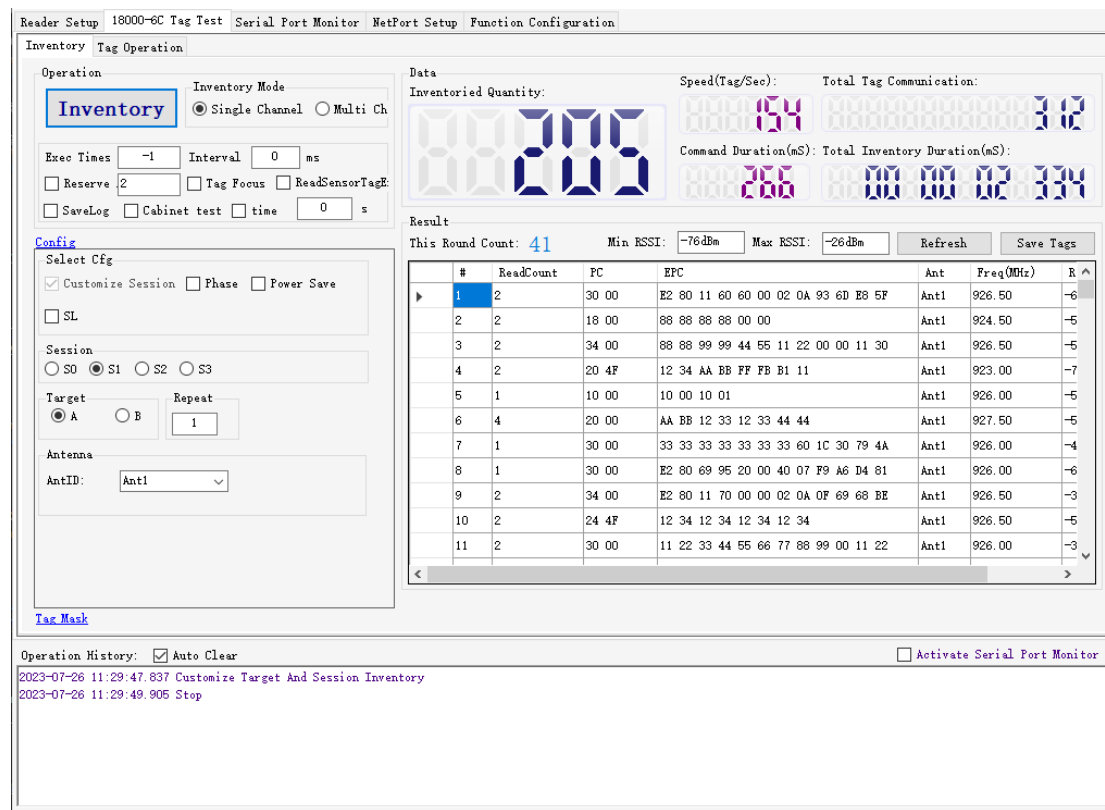 Reader Setup 18000-6C Tag Test Serial Port Monitor NetPort Setup Function Configuration
Inventory Tag Operation
Operation
Inventory
Inventory Mode
Single Channel Multi Ch
Exec Times -1 Interval 0 ms
Reserve .2 Tag Focus ReadSensorTagE:
SaveLog Cabinet test time 0 s
Config
Select Cfg
Customize Session Phase Power Save
SL
Session
S0 S1 S2 S3
Target
A B
Repeat
1
Antenna
AntID: Ant1
Tag Mask
Data
Inventoried Quantity:
205
Speed(Tag/Sec):
154
Total Tag Communication:
312
Command Duration(mS):
266
Total Inventory Duration(mS):
00 00 02 334
Result
This Round Count: 41 Min RSSI: -76dBm Max RSSI: -26dBm Refresh Save Tags
# ReadCount PC EPC Ant Freq(MHz) R
1 2 30 00 E2 80 11 60 60 00 02 0A 93 6D E8 5F Ant1 926.50 -6
2 2 18 00 88 88 88 88 00 00 Ant1 924.50 -5
3 2 34 00 88 88 99 99 44 55 11 22 00 00 11 30 Ant1 926.50 -5
4 2 20 4F 12 34 AA BB FF FB B1 11 Ant1 923.00 -7
5 1 10 00 10 00 10 01 Ant1 926.00 -5
6 4 20 00 AA BB 12 33 12 33 44 44 Ant1 927.50 -5
7 1 30 00 33 33 33 33 33 33 33 60 1C 30 79 4A Ant1 926.00 -4
8 1 30 00 E2 80 69 95 20 00 40 07 F9 A6 D4 81 Ant1 926.00 -6
9 2 34 00 E2 80 11 70 00 00 02 0A 0F 69 68 BE Ant1 926.50 -3
10 2 24 4F 12 34 12 34 12 34 12 34 Ant1 926.50 -5
11 2 30 00 11 22 33 44 55 66 77 88 99 00 11 22 Ant1 926.00 -3
Operation History: Auto Clear Activate Serial Port Monitor
2023-07-26 11:29:47.837 Customize Target And Session Inventory
2023-07-26 11:29:49.905 Stop